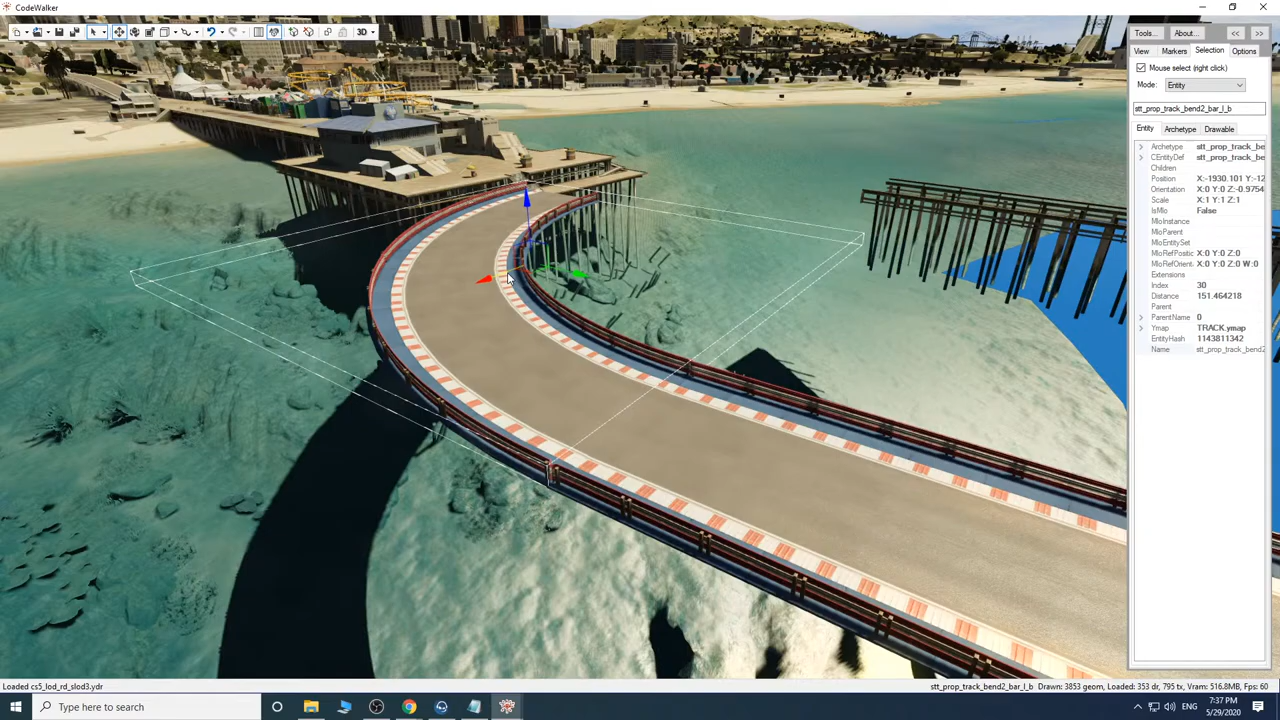 CodeWalker
3D
Tools... About... << >>
View Markers Selection Options
Mouse select (right click)
Mode: Entity
stt_prop_track_bend2_bar_l_b
Entity Archetype Drawable
Archetype stt_prop_track_be
CEntityDef stt_prop_track_be
Children
Position X:-1930.101 Y:-12
Orientation X:0 Y:0 Z:-0.9754
Scale X:1 Y:1 Z:1
IsMlo False
MloInstance
MloParent
MloEntitySet
MloRefPositi X:0 Y:0 Z:0
MloRefOrient X:0 Y:0 Z:0 W:0
Extensions
Index 30
Distance 151.464218
Parent
ParentName 0
Ymap TRACK.ymap
EntityHash 1143811342
Name stt_prop_track_bend2
Loaded cs5_lod_rd_slod3.ydr
stt_prop_track_bend2_bar_l_b Drawn: 3853 geom, Loaded: 353 dr, 795 tx, Vram: 516.8MB, Fps: 60
Type here to search
ENG
7:37 PM
5/29/2020